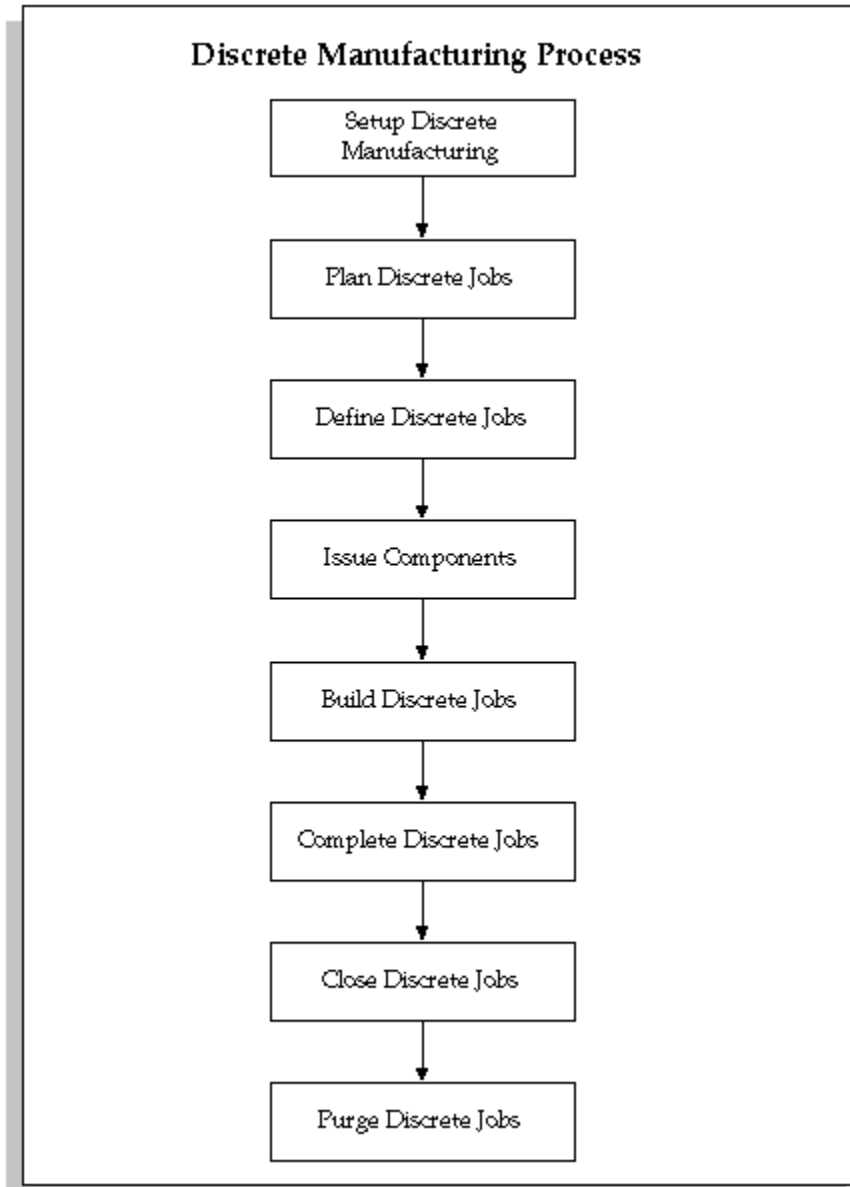 Discrete Manufacturing Process
Setup Discrete
Manufacturing
Plan Discrete Jobs
Define Discrete Jobs
Issue Components
Build Discrete Jobs
Complete Discrete Jobs
Close Discrete Jobs
Purge Discrete Jobs